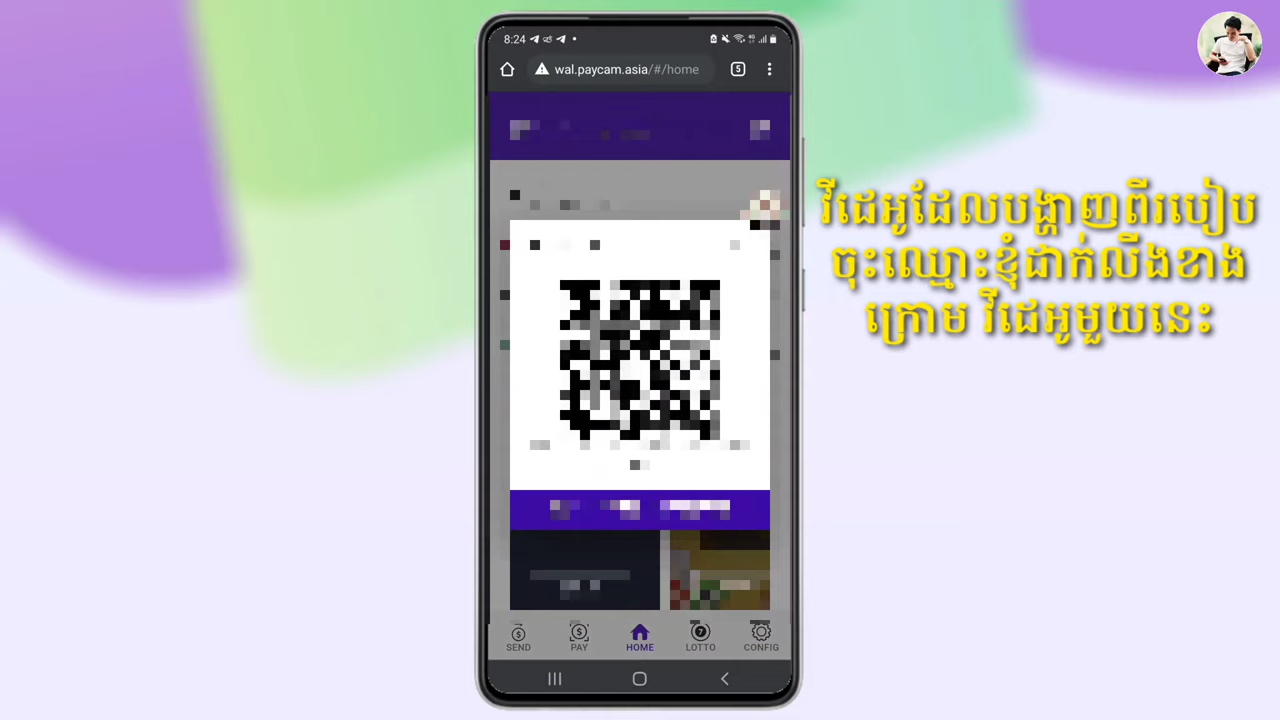 8:24
5
wal.paycam.asia/#/home
វីដេអូដែលបង្ហាញពីរបៀប
ចុះឈ្មោះខ្ញុំដាក់លីងខាង
ក្រោម វីដេអូមួយនេះ
SEND PAY HOME LOTTO CONFIG